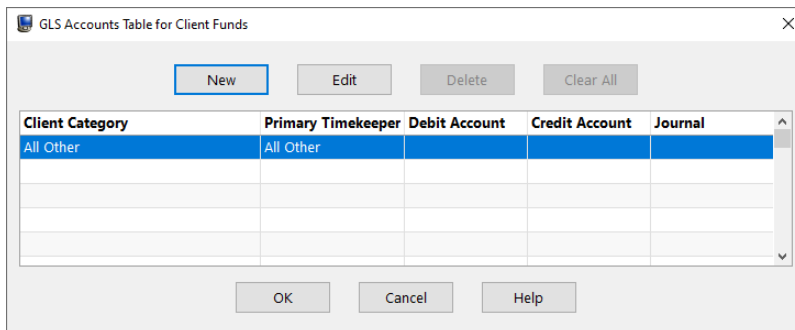 GLS Accounts Table for Client Funds
New Edit Delete Clear All
Client Category Primary Timekeeper Debit Account Credit Account Journal
All Other All Other
OK Cancel Help